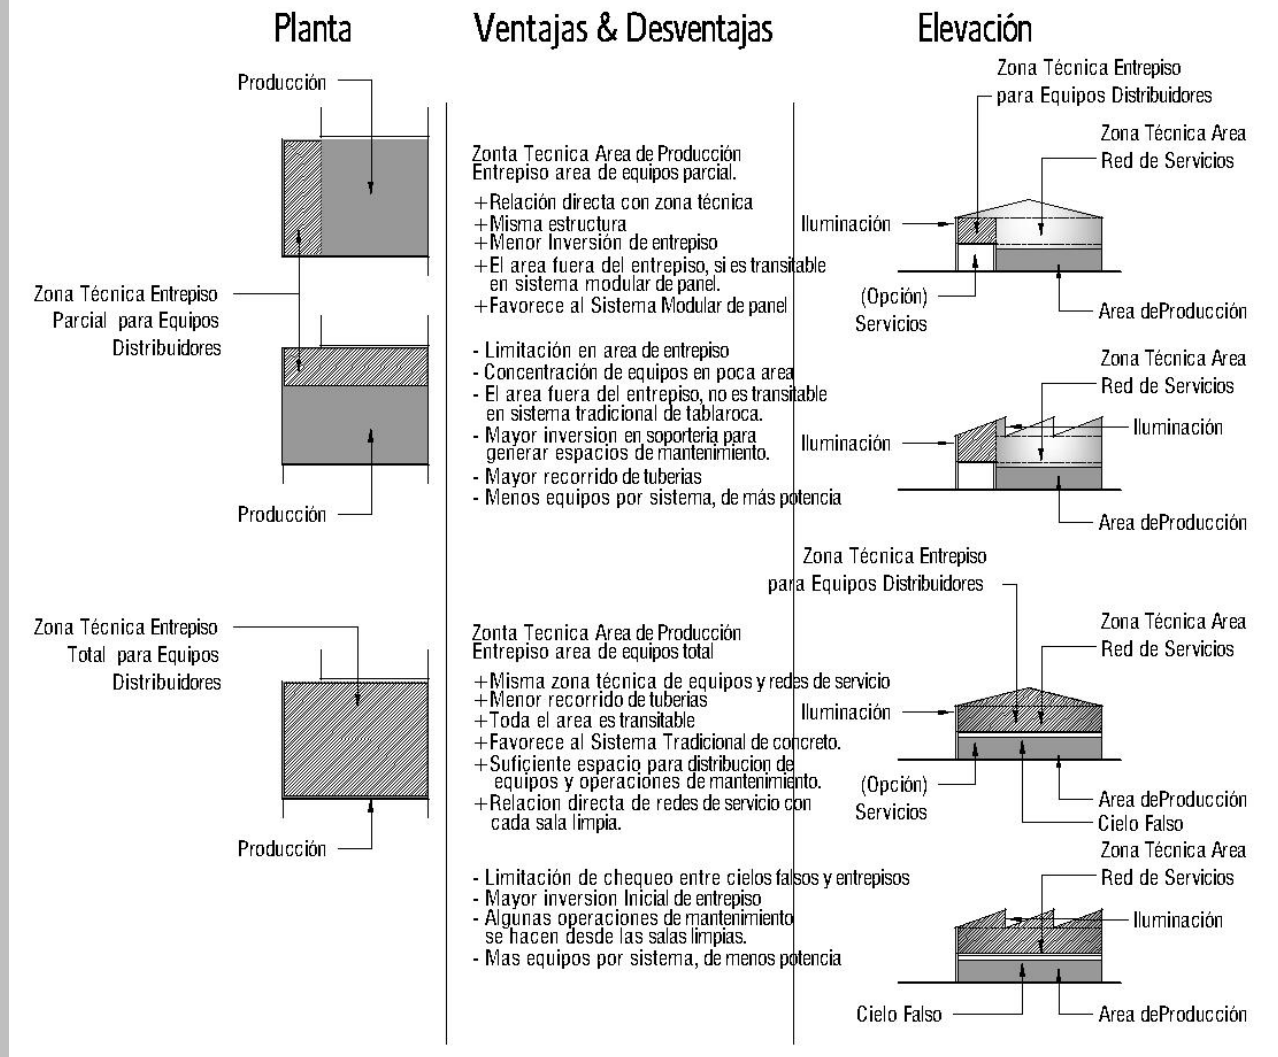 Planta
Ventajas & Desventajas
Elevación
Producción
Zona Técnica Entrepiso
Parcial para Equipos
Distribuidores
Producción
Zona Técnica Entrepiso
Total para Equipos
Distribuidores
Producción
Zonta Tecnica Area de Producción
Entrepiso area de equipos parcial.
+Relación directa con zona técnica
+Misma estructura
+Menor Inversión de entrepiso
+El area fuera del entrepiso, si es transitable
en sistema modular de panel.
+Favorece al Sistema Modular de panel
- Limitación en area de entrepiso
- Concentración de equipos en poca area
- El area fuera del entrepiso, no es transitable
en sistema tradicional de tablaroca.
- Mayor inversion en soporteria para
generar espacios de mantenimiento.
- Mayor recorrido de tuberias
- Menos equipos por sistema, de más potencia
Zonta Tecnica Area de Producción
Entrepiso area de equipos total
+Misma zona técnica de equipos y redes de servicio
+Menor recorrido de tuberias
+Toda el area es transitable
+Favorece al Sistema Tradicional de concreto.
+Suficiente espacio para distribucion de
equipos y operaciones de mantenimiento.
+Relacion directa de redes de servicio con
cada sala limpia.
- Limitación de chequeo entre cielos falsos y entrepisos
- Mayor inversion Inicial de entrepiso
- Algunas operaciones de mantenimiento
se hacen desde las salas limpias.
- Mas equipos por sistema, de menos potencia
Zona Técnica Entrepiso
para Equipos Distribuidores
Zona Técnica Area
Red de Servicios
Iluminación
(Opción)
Servicios
Area deProducción
Zona Técnica Area
Red de Servicios
Iluminación
Iluminación
Area deProducción
Zona Técnica Entrepiso
para Equipos Distribuidores
Zona Técnica Area
Red de Servicios
Iluminación
(Opción)
Servicios
Area deProducción
Cielo Falso
Zona Técnica Area
Red de Servicios
Iluminación
Cielo Falso
Area deProducción